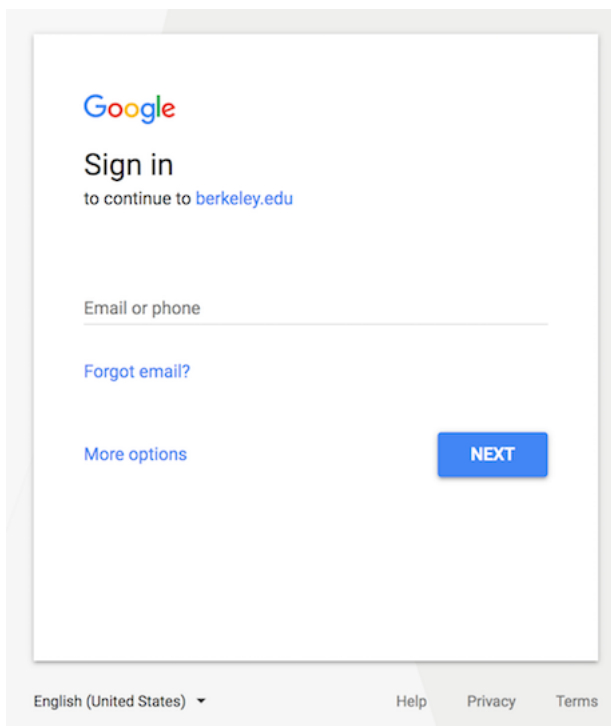 Google
Sign in
to continue to berkeley.edu
Email or phone
Forgot email?
More options NEXT
English (United States) Help Privacy Terms